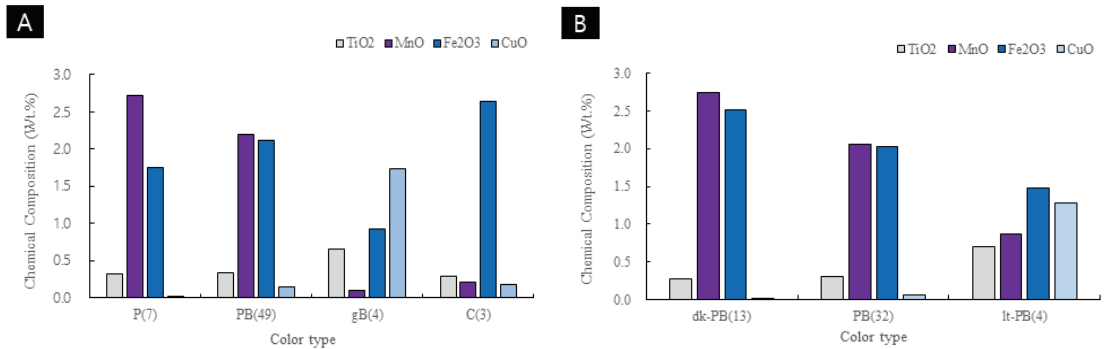 A
TiO2 MnO Fe2O3 CuO
Chemical Composition (Wt.%)
3.0
2.5
2.0
1.5
1.0
0.5
0.0
P(7) PB(49) gB(4) C(3)
Color type
B
TiO2 MnO Fe2O3 CuO
Chemical Composition (Wt.%)
3.0
2.5
2.0
1.5
1.0
0.5
0.0
dk-PB(13) PB(32) lt-PB(4)
Color type